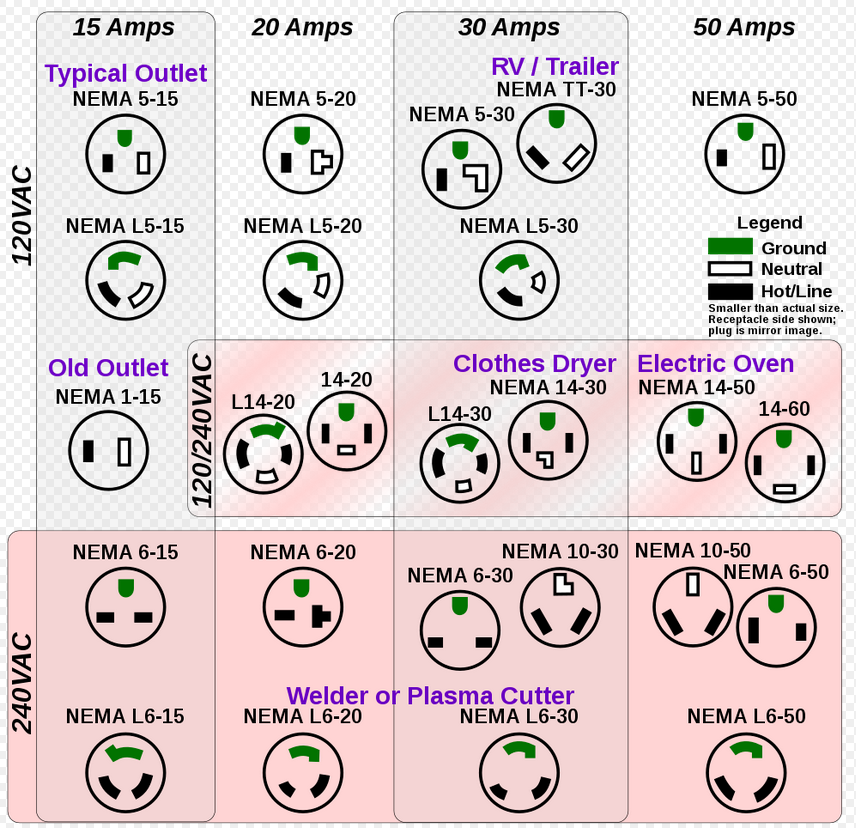 15 Amps
20 Amps
30 Amps
50 Amps
120VAC
Typical Outlet
NEMA 5-15
NEMA 5-20
NEMA 5-30
RV / Trailer
NEMA TT-30
NEMA 5-50
NEMA L5-15
NEMA L5-20
NEMA L5-30
Legend
Ground
Neutral
Hot/Line
Smaller than actual size.
Receptacle side shown;
plug is mirror image.
Old Outlet
NEMA 1-15
120/240VAC
L14-20
14-20
Clothes Dryer
NEMA 14-30
L14-30
Electric Oven
NEMA 14-50
14-60
240VAC
NEMA 6-15
NEMA 6-20
NEMA 6-30
NEMA 10-30
NEMA 10-50
NEMA 6-50
Welder or Plasma Cutter
NEMA L6-15
NEMA L6-20
NEMA L6-30
NEMA L6-50